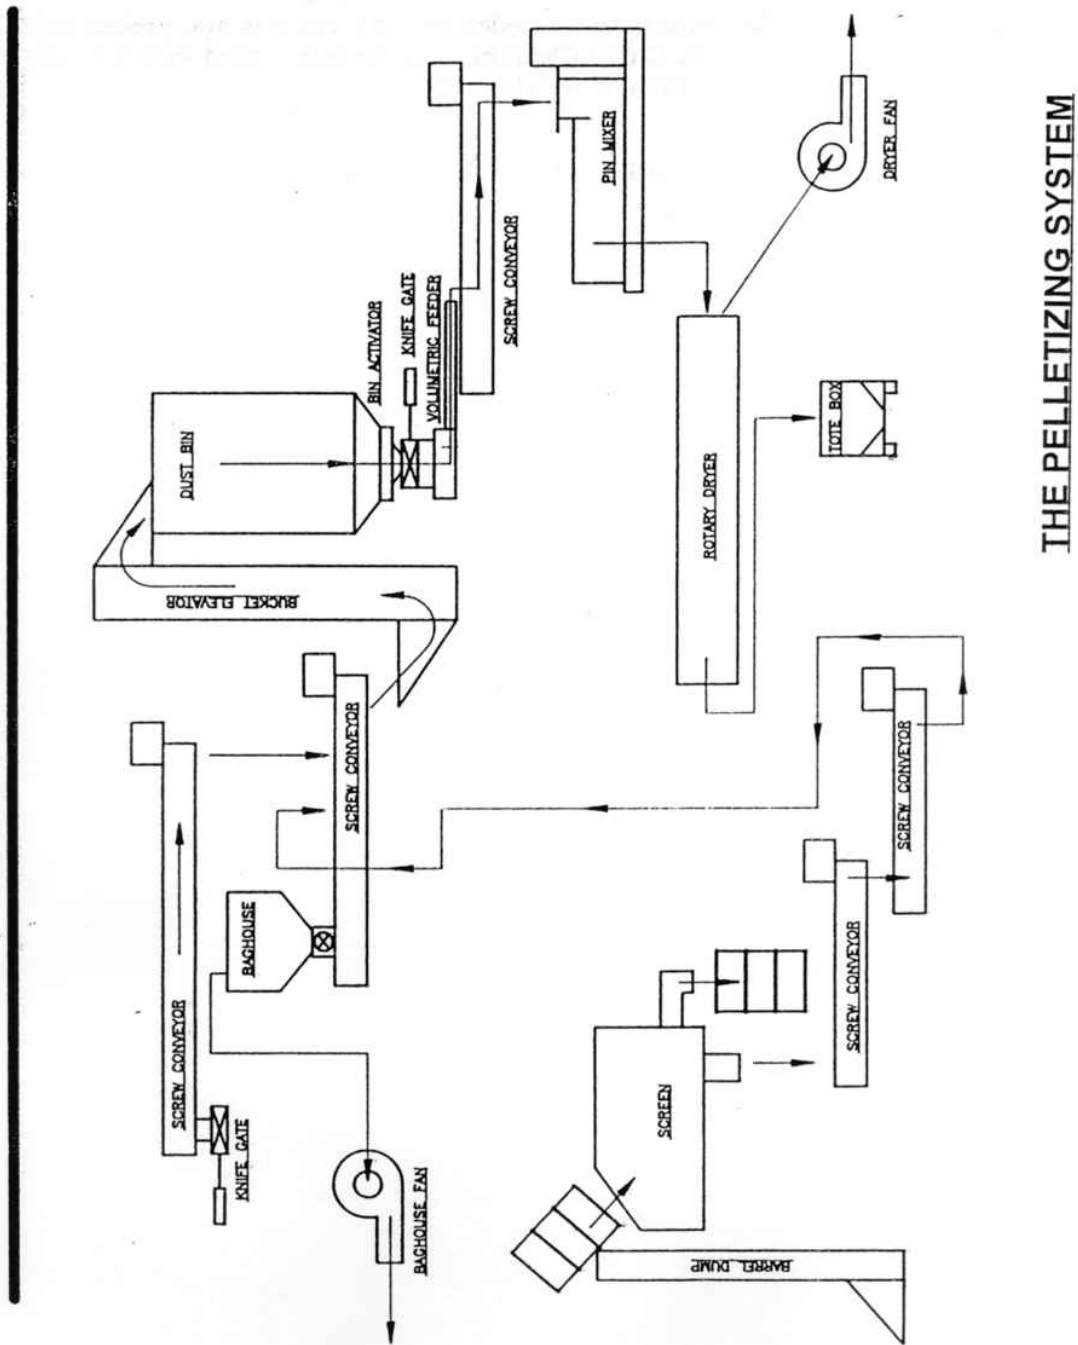 SCREW CONVEYOR
KNIFE GATE
BAGHOUSE
BAGHOUSE FAN
SCREW CONVEYOR
BUCKET ELEVATOR
DUST BIN
BIN ACTIVATOR
KNIFE GATE
VOLUMETRIC FEEDER
SCREW CONVEYOR
PIN MIXER
DRYER FAN
ROTARY DRYER
TOTE BOX
BARREL DUMP
SCREEN
SCREW CONVEYOR
SCREW CONVEYOR
THE PELLETIZING SYSTEM